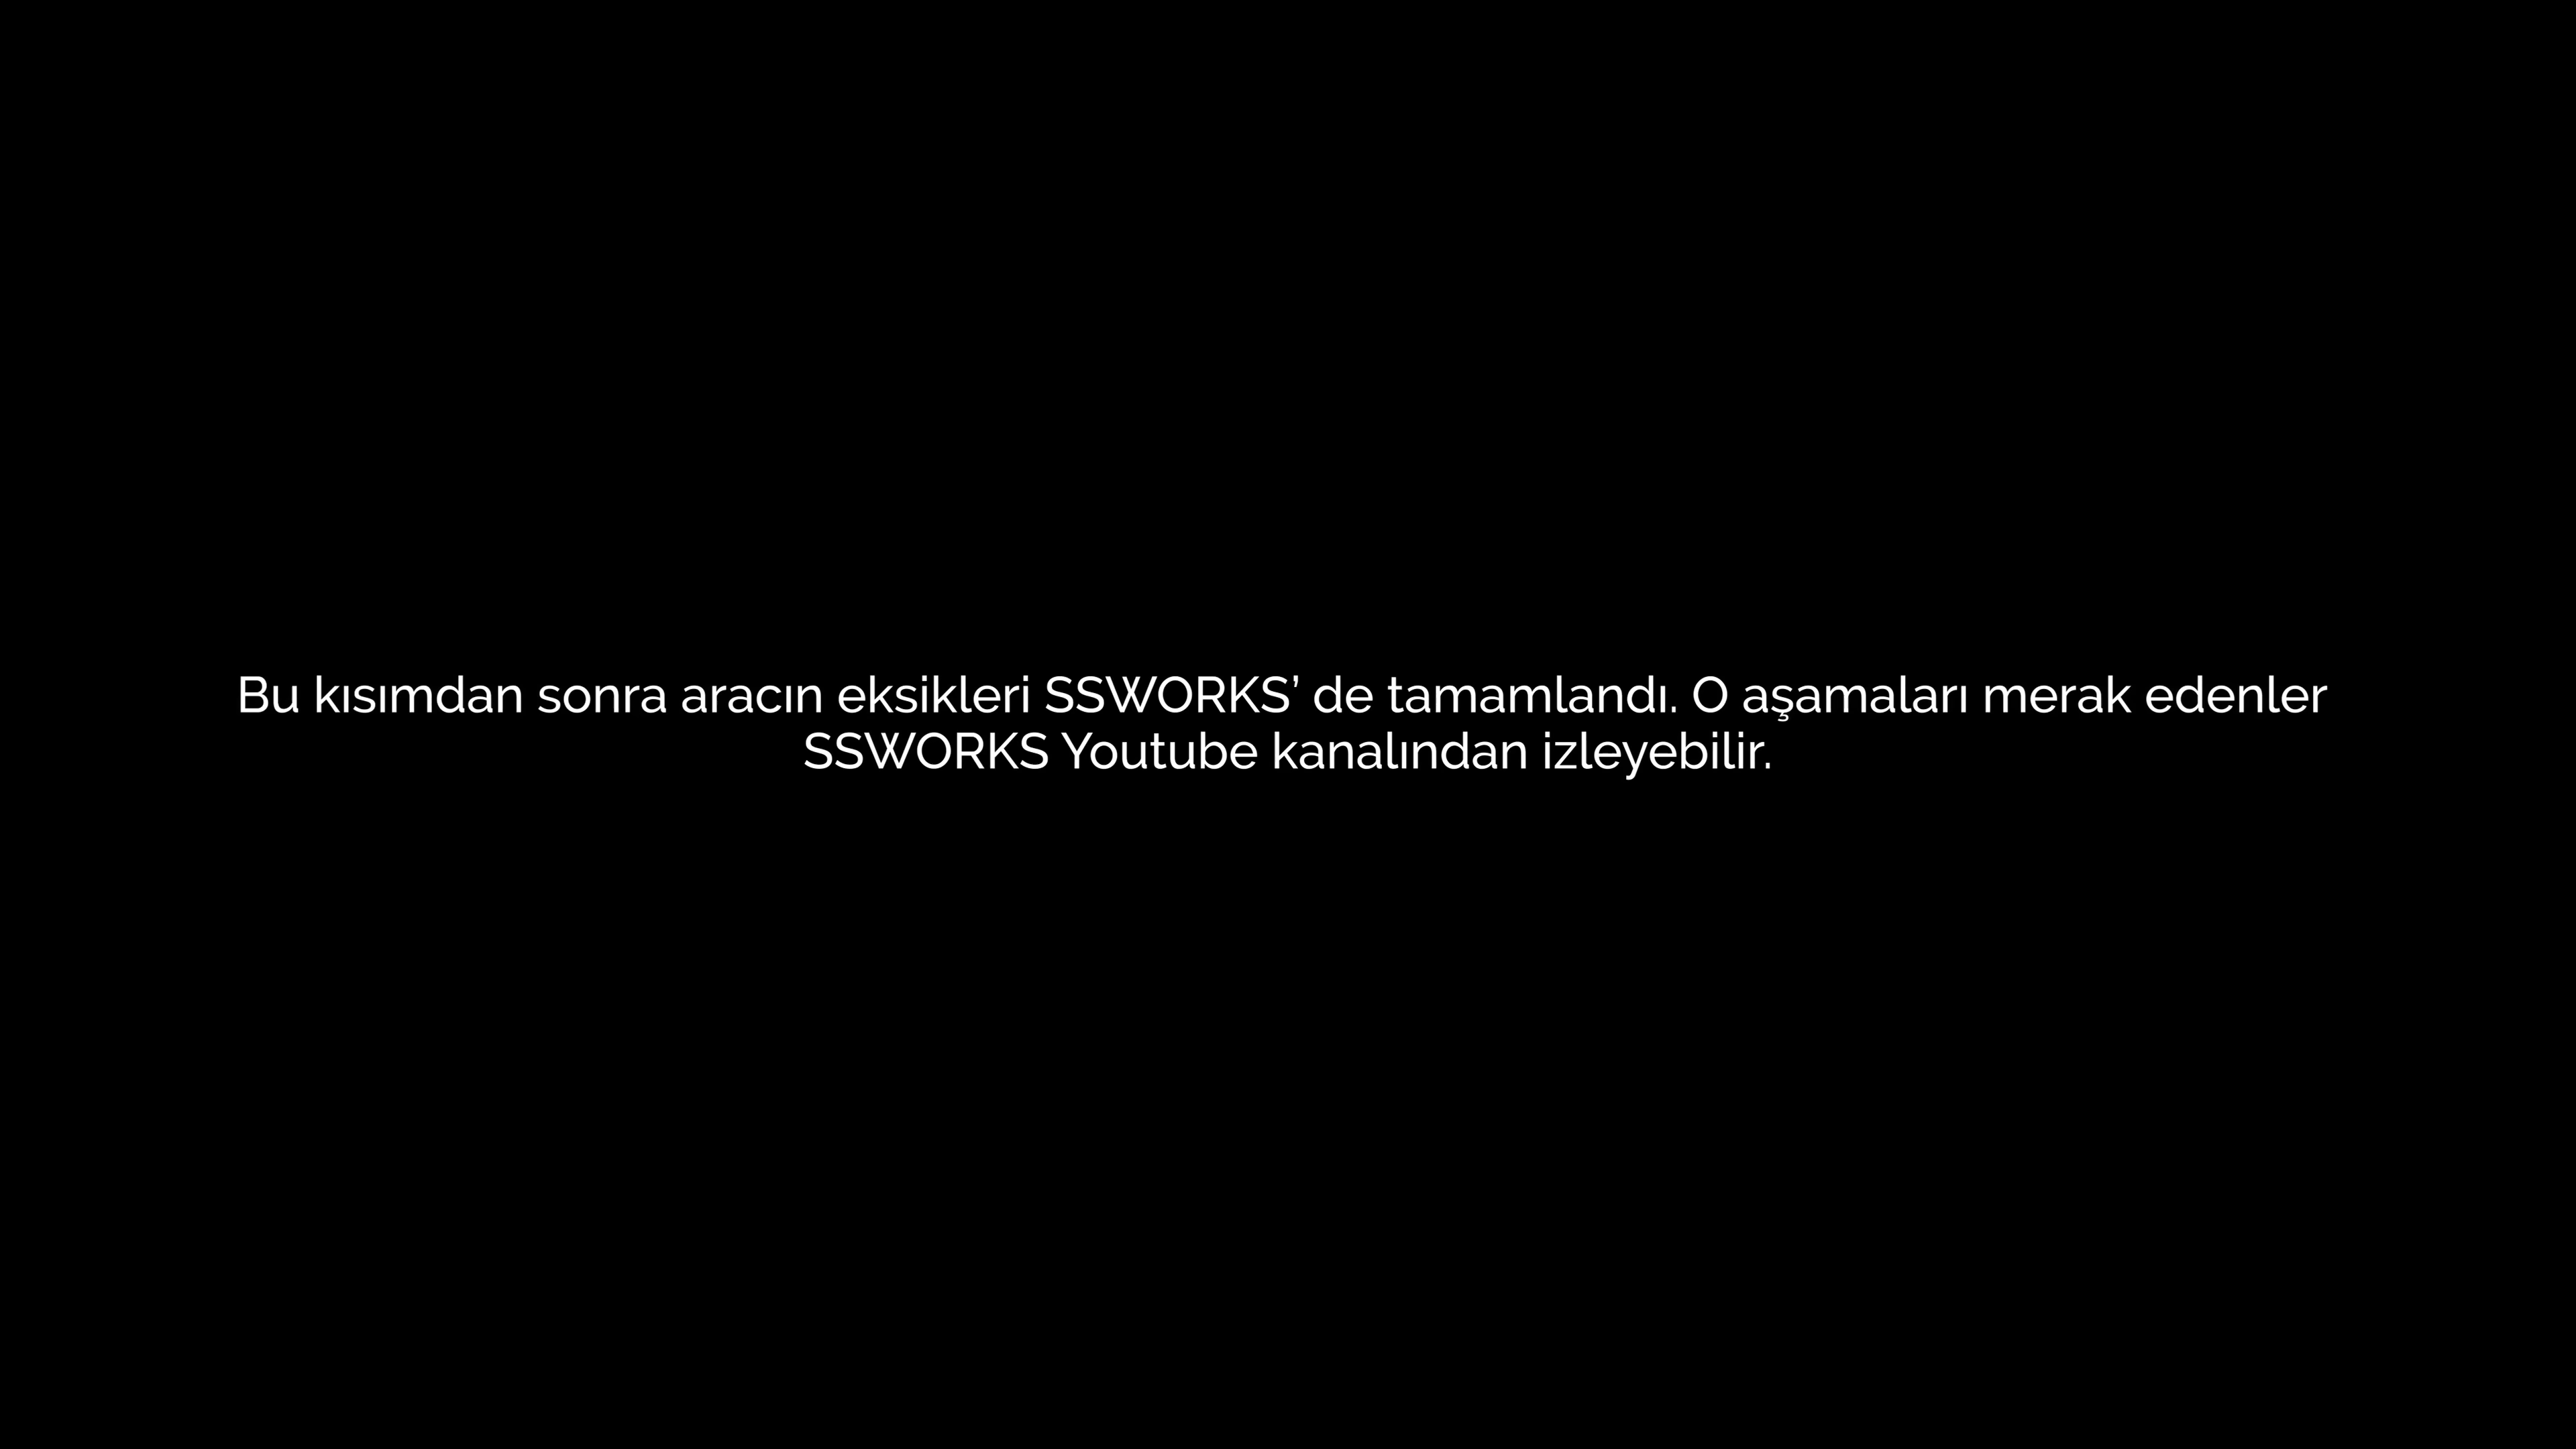 Bu kısımdan sonra aracın eksikleri SSWORKS’ de tamamlandı. O aşamaları merak edenler
SSWORKS Youtube kanalından izleyebilir.